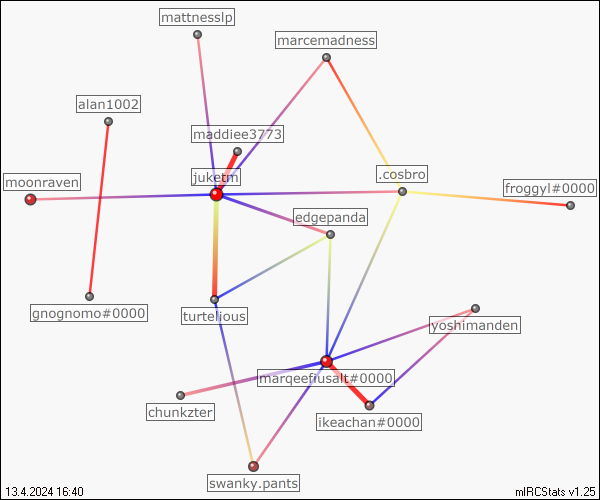 mattnesslp
marcemadness
alan1002
maddiee3773
juketm
.cosbro
moonraven
froggyl#0000
edgepanda
gnognomo#0000
turtelious
yoshimanden
marqeefiusalt#0000
chunkzter
ikeachan#0000
swanky.pants
13.4.2024 16:40
mIRCStats v1.25